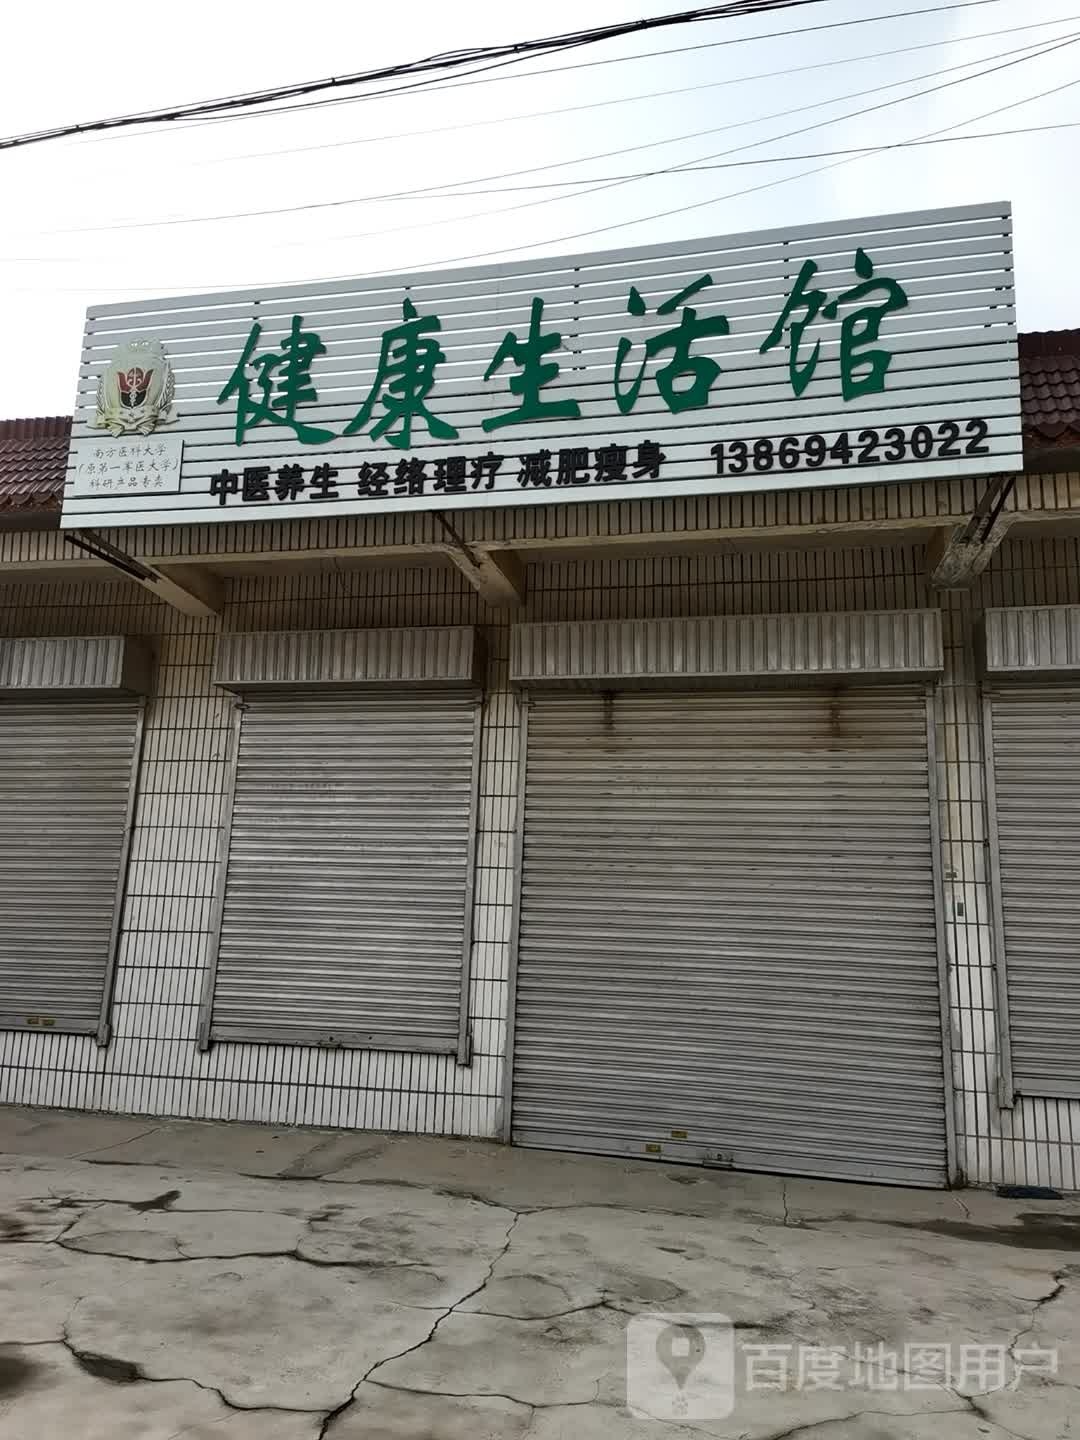 健康生活馆
南方医科大学
(原第一军医大学)
科研产品专卖
中医养生 经络理疗 减肥瘦身 13869423022
百度地图用户